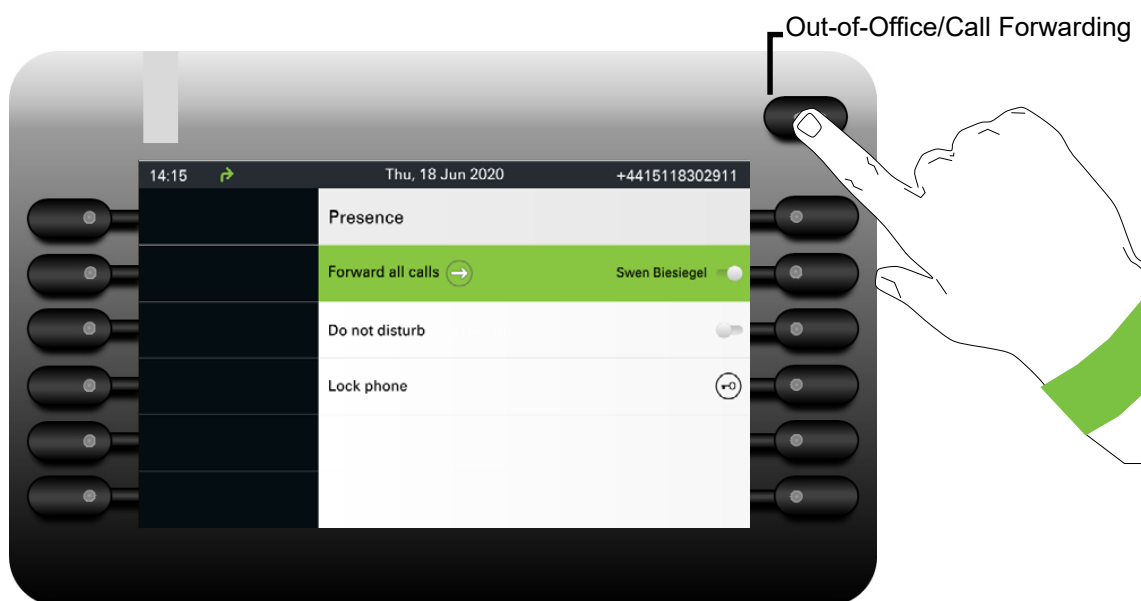 Out-of-Office/Call Forwarding
14:15 Thu, 18 Jun 2020 +4415118302911
Presence
Forward all calls Swen Biesiegel
Do not disturb
Lock phone